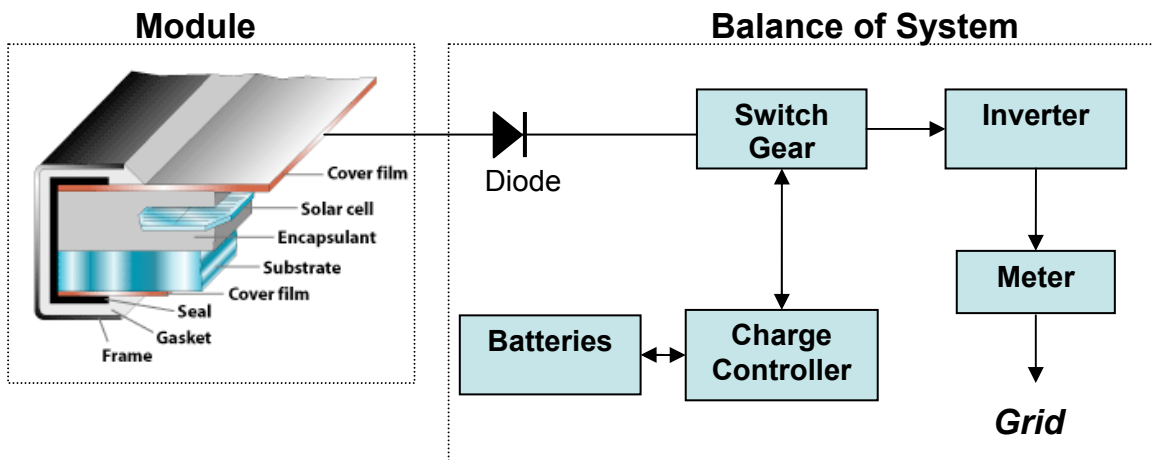 Module
Balance of System
Cover film
Solar cell
Encapsulant
Substrate
Cover film
Seal
Gasket
Frame
Diode
Switch
Gear
Inverter
Meter
Batteries
Charge
Controller
Grid